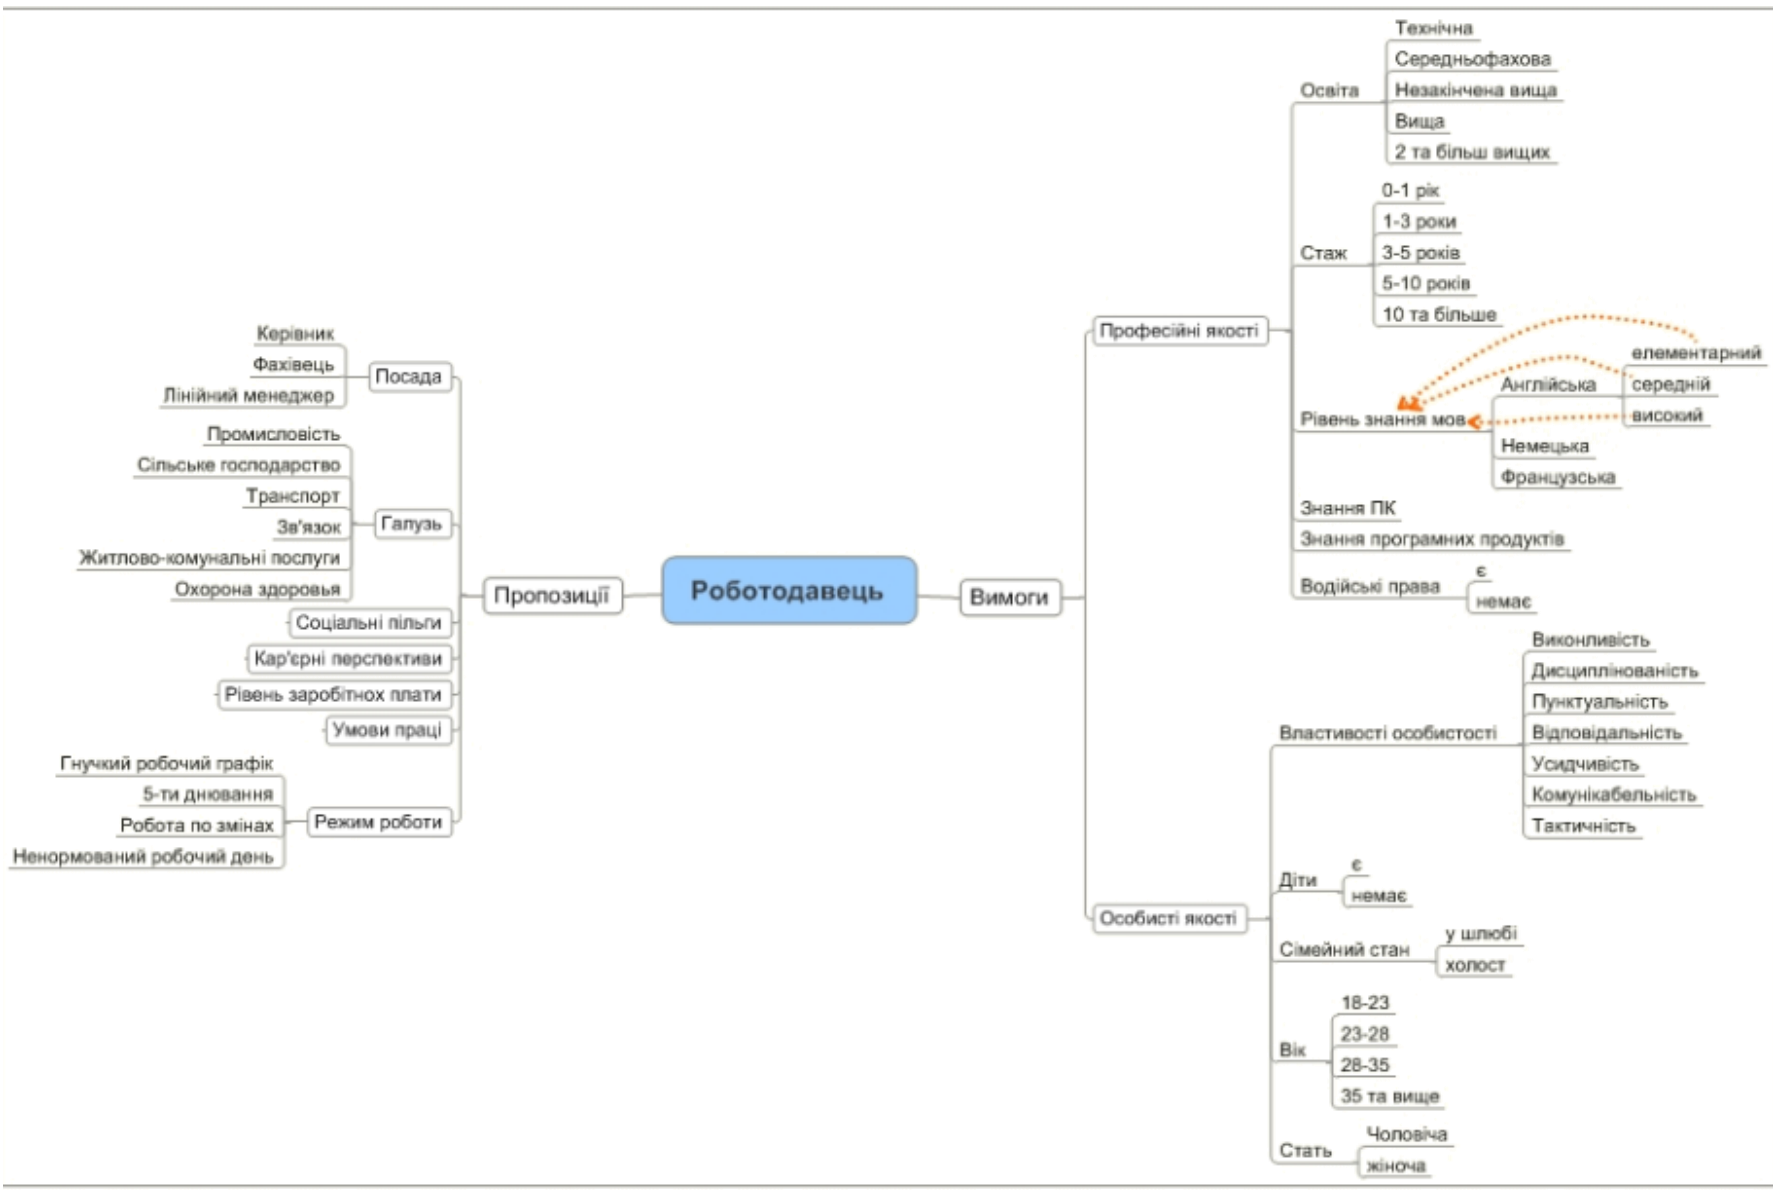 Роботодавець
Пропозиції
Посада
Керівник
Фахівець
Лінійний менеджер
Галузь
Промисловість
Сільське господарство
Транспорт
Зв'язок
Житлово-комунальні послуги
Охорона здоровья
Соціальні пільги
Кар'єрні перспективи
Рівень заробітнох плати
Умови праці
Режим роботи
Гнучкий робочий графік
5-ти днювання
Робота по змінах
Ненормований робочий день
Вимоги
Професійні якості
Освіта
Технічна
Середньофахова
Незакінчена вища
Вища
2 та більш вищих
Стаж
0-1 рік
1-3 роки
3-5 років
5-10 років
10 та більше
Рівень знання мов
Англійська
елементарний
середній
високий
Немецька
Французська
Знання ПК
Знання програмних продуктів
Водійські права
є
немає
Особисті якості
Властивості особистості
Виконливість
Дисциплінованість
Пунктуальність
Відповідальність
Усидчивість
Комунікабельність
Тактичність
Діти
є
немає
Сімейний стан
у шлюбі
холост
Вік
18-23
23-28
28-35
35 та вище
Стать
Чоловіча
жіноча